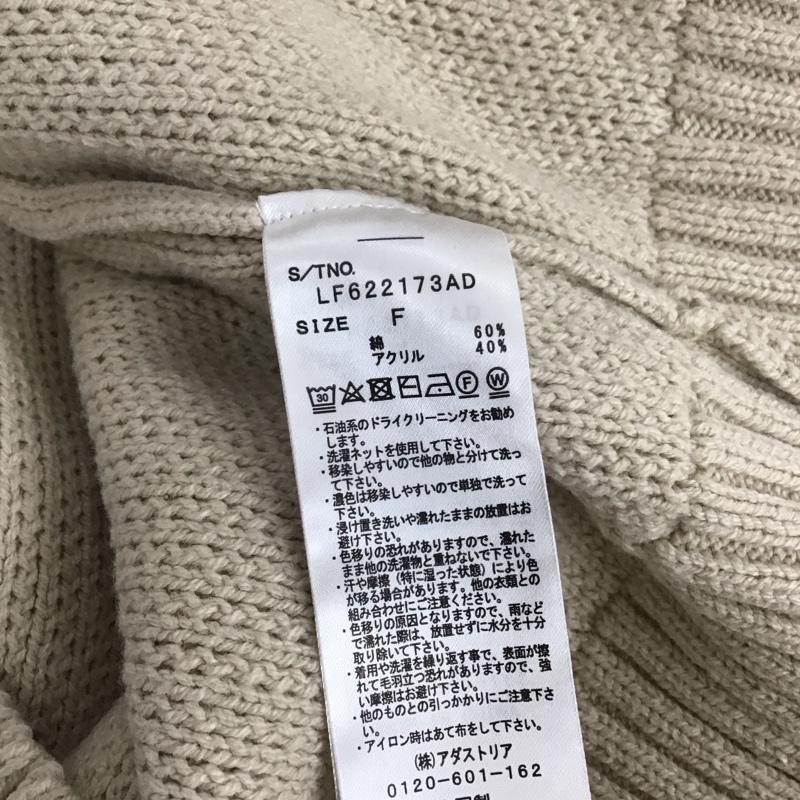 S/TNO.
LF622173AD
SIZE F
綿 60%
アクリル 40%
30 F W
・石油系のドライクリーニングをお勧め
します。
・洗濯ネットを使用して下さい。
・移染しやすいので他の物と分けて洗っ
て下さい。
・濃色は移染しやすいので単独で洗って
下さい。
・浸け置き洗いや濡れたままの放置はお
避け下さい。
・色移りの恐れがありますので、濡れた
まま他の洗濯物と重ねないで下さい。
・汗や摩擦（特に湿った状態）により色
が移る場合があります。他の衣類との
組み合わせにご注意ください。
・色移りの原因となりますので、雨など
で濡れた際は、放置せずに水分を十分
取り除いて下さい。
・着用や洗濯を繰り返す事で、表面が擦
れて毛羽立つ恐れがありますので、強
い摩擦はお避け下さい。
・他のものとの引っかかりにご注意下さ
い。
・アイロン時はあて布をして下さい。
(株)アダストリア
0120-601-162